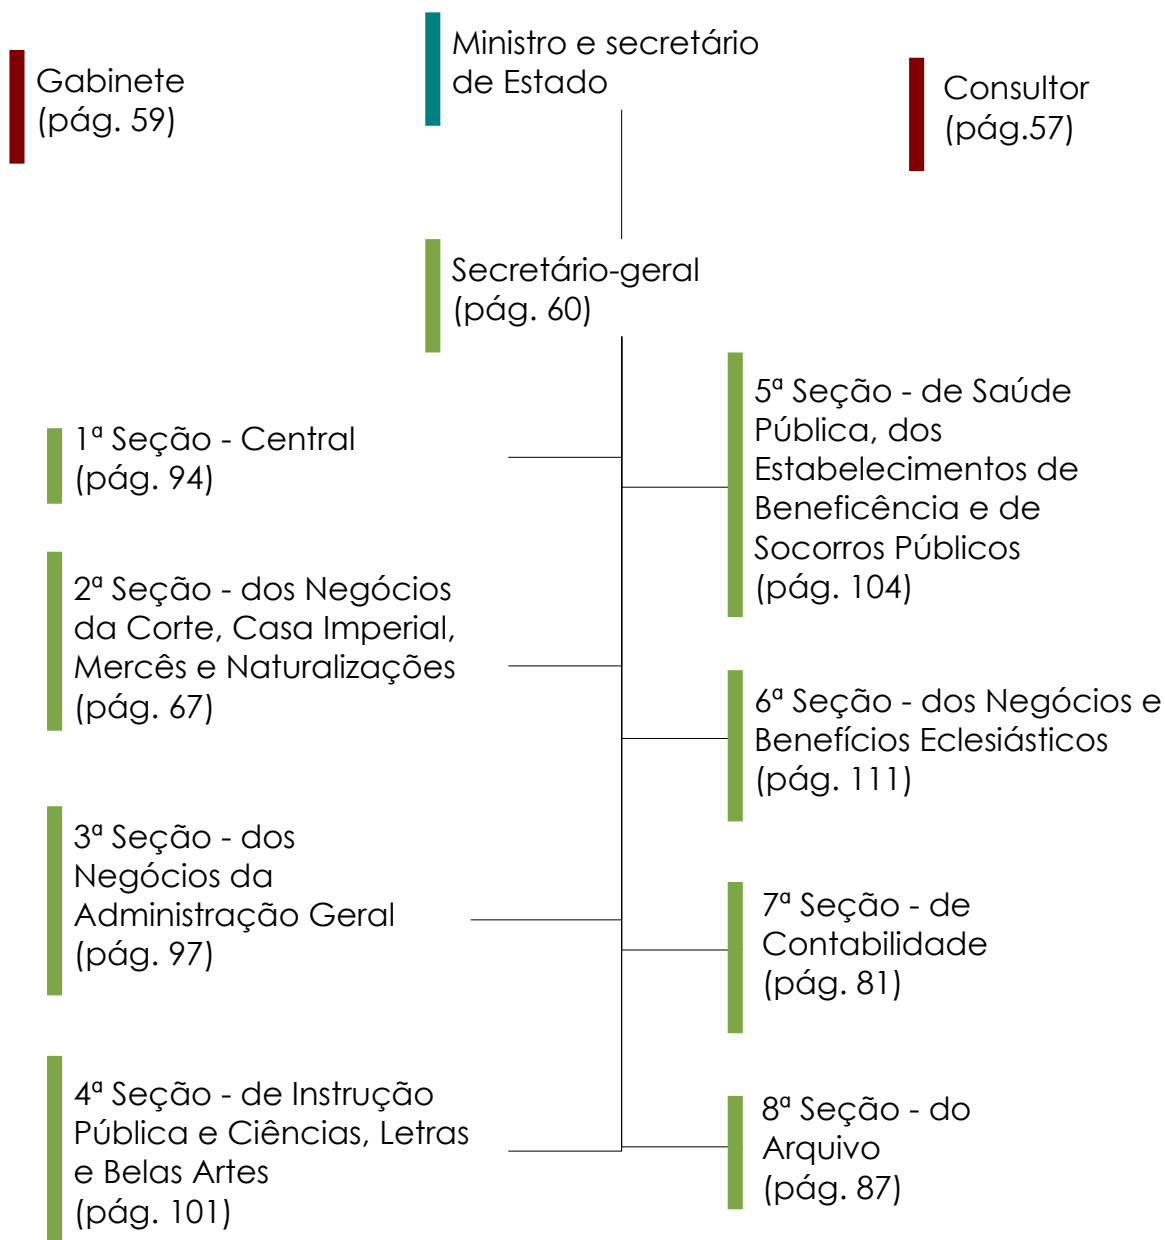 Gabinete
(pág. 59)
Ministro e secretário
de Estado
Consultor
(pág.57)
Secretário-geral
(pág. 60)
1ª Seção - Central
(pág. 94)
2ª Seção - dos Negócios
da Corte, Casa Imperial,
Mercês e Naturalizações
(pág. 67)
3ª Seção - dos
Negócios da
Administração Geral
(pág. 97)
4ª Seção - de Instrução
Pública e Ciências, Letras
e Belas Artes
(pág. 101)
5ª Seção - de Saúde
Pública, dos
Estabelecimentos de
Beneficência e de
Socorros Públicos
(pág. 104)
6ª Seção - dos Negócios e
Benefícios Eclesiásticos
(pág. 111)
7ª Seção - de
Contabilidade
(pág. 81)
8ª Seção - do
Arquivo
(pág. 87)